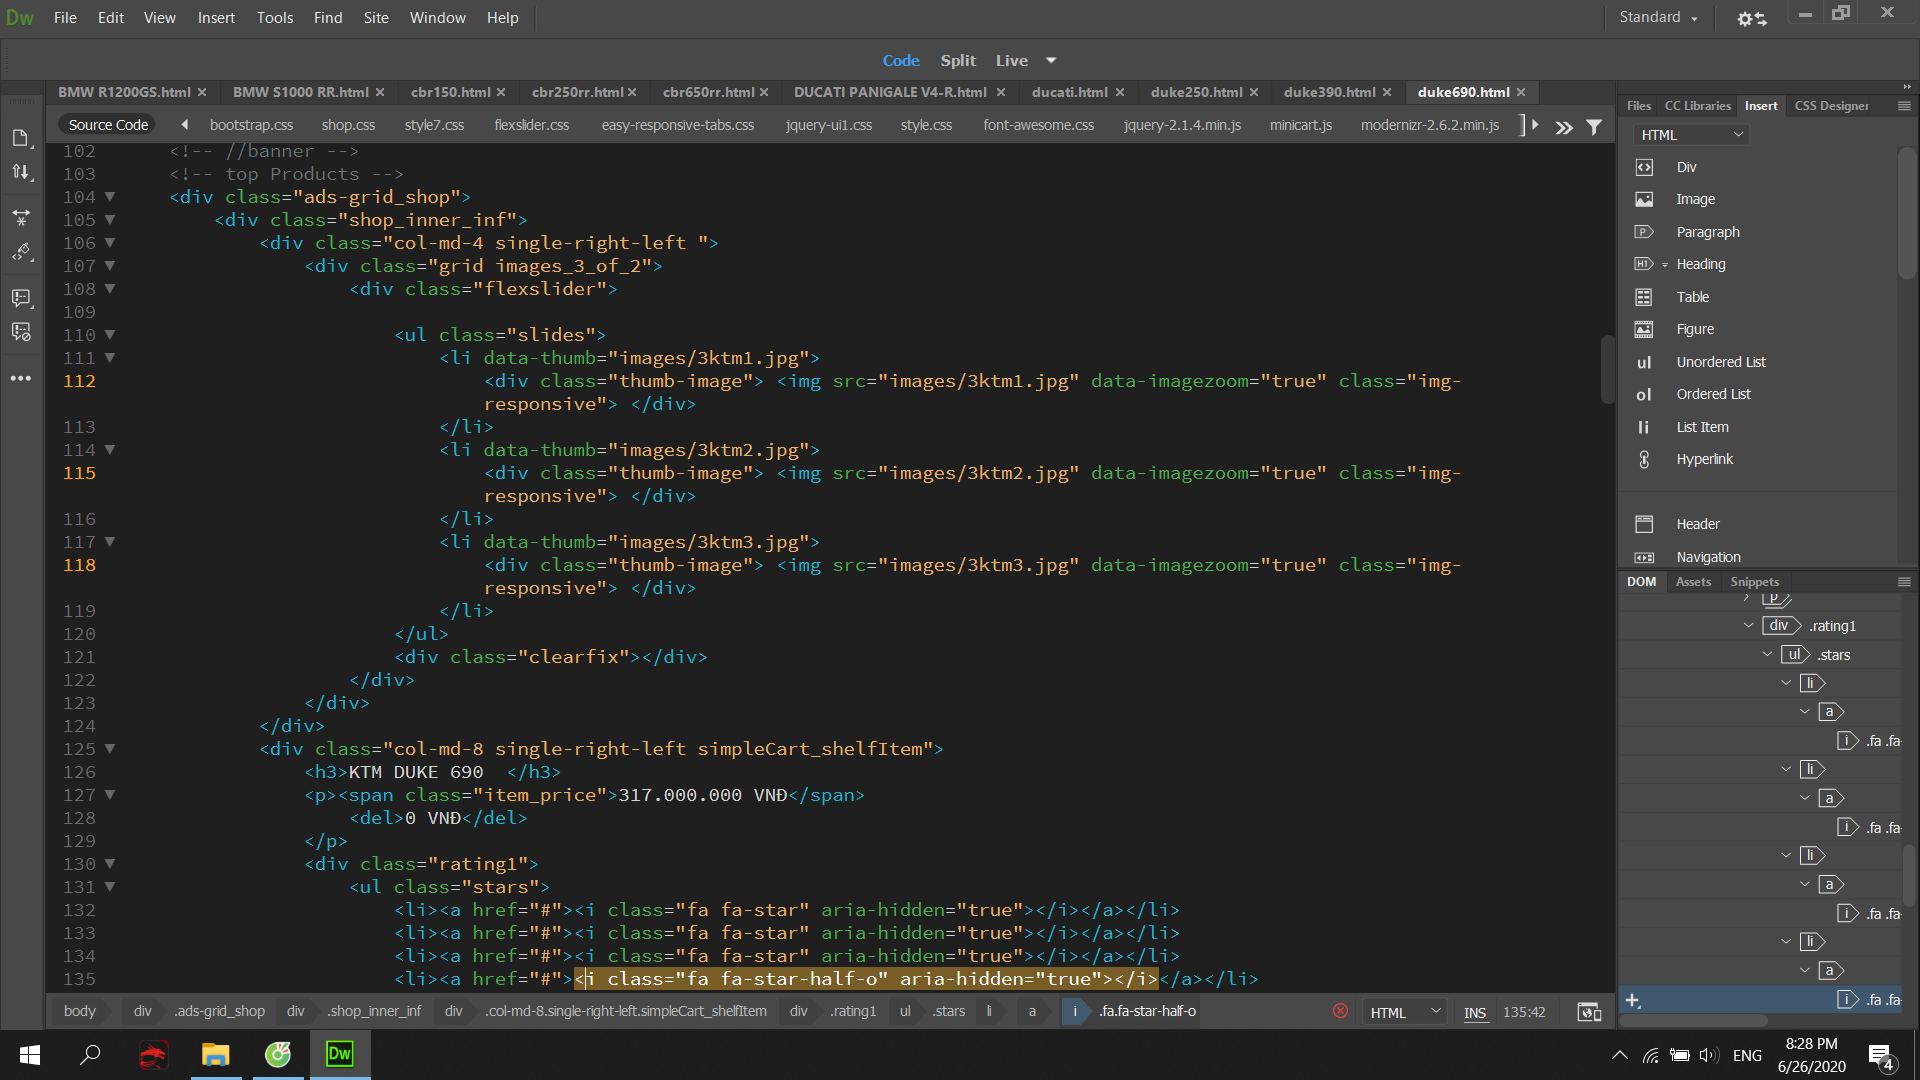 Dw File Edit View Insert Tools Find Site Window Help Standard
Code Split Live
BMW R1200GS.html BMW S1000 RR.html cbr150.html cbr250rr.html cbr650rr.html DUCATI PANIGALE V4-R.html ducati.html duke250.html duke390.html duke690.html
Source Code bootstrap.css shop.css style7.css flexslider.css easy-responsive-tabs.css jquery-ui1.css style.css font-awesome.css jquery-2.1.4.min.js minicart.js modernizr-2.6.2.min.js
102 <!-- //banner -->
103 <!-- top Products -->
104 <div class="ads-grid_shop">
105 <div class="shop_inner_inf">
106 <div class="col-md-4 single-right-left ">
107 <div class="grid images_3_of_2">
108 <div class="flexslider">
109
110 <ul class="slides">
111 <li data-thumb="images/3ktm1.jpg">
112 <div class="thumb-image"> <img src="images/3ktm1.jpg" data-imagezoom="true" class="img-
responsive"> </div>
113 </li>
114 <li data-thumb="images/3ktm2.jpg">
115 <div class="thumb-image"> <img src="images/3ktm2.jpg" data-imagezoom="true" class="img-
responsive"> </div>
116 </li>
117 <li data-thumb="images/3ktm3.jpg">
118 <div class="thumb-image"> <img src="images/3ktm3.jpg" data-imagezoom="true" class="img-
responsive"> </div>
119 </li>
120 </ul>
121 <div class="clearfix"></div>
122 </div>
123 </div>
124 </div>
125 <div class="col-md-8 single-right-left simpleCart_shelfItem">
126 <h3>KTM DUKE 690  </h3>
127 <p><span class="item_price">317.000.000 VNĐ</span>
128 <del>0 VNĐ</del>
129 </p>
130 <div class="rating1">
131 <ul class="stars">
132 <li><a href="#"><i class="fa fa-star" aria-hidden="true"></i></a></li>
133 <li><a href="#"><i class="fa fa-star" aria-hidden="true"></i></a></li>
134 <li><a href="#"><i class="fa fa-star" aria-hidden="true"></i></a></li>
135 <li><a href="#"><i class="fa fa-star-half-o" aria-hidden="true"></i></a></li>
body div .ads-grid_shop div .shop_inner_inf div .col-md-8.single-right-left.simpleCart_shelfItem div .rating1 ul .stars li a i .fa.fa-star-half-o HTML INS 135:42
Files CC Libraries Insert CSS Designer
HTML
Div
Image
P Paragraph
H1 Heading
Table
Figure
ul Unordered List
ol Ordered List
li List Item
Hyperlink
Header
Navigation
DOM Assets Snippets
p
div .rating1
ul .stars
li
a
i .fa .fa-
li
a
i .fa .fa-
li
a
i .fa .fa-
li
a
i .fa .fa-
Dw
ENG
8:28 PM
6/26/2020
4